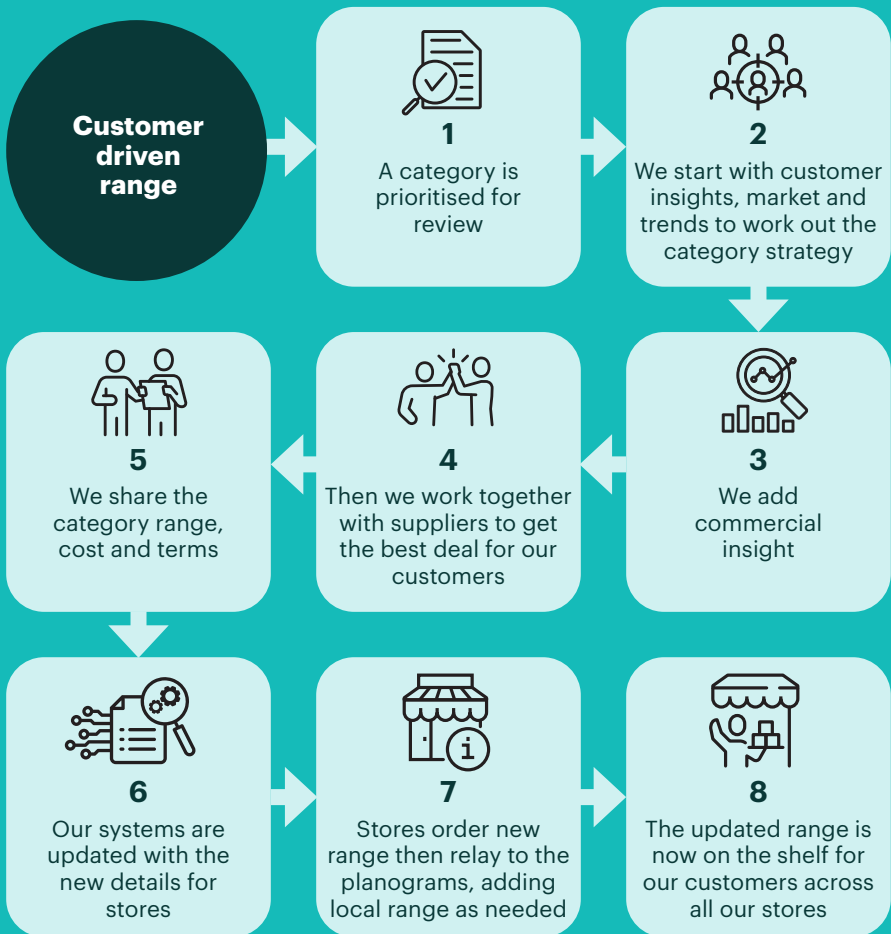 Customer
driven
range
1
A category is
prioritised for
review
2
We start with customer
insights, market and
trends to work out the
category strategy
3
We add
commercial
insight
4
Then we work together
with suppliers to get
the best deal for our
customers
5
We share the
category range,
cost and terms
6
Our systems are
updated with the
new details for
stores
7
Stores order new
range then relay to the
planograms, adding
local range as needed
8
The updated range is
now on the shelf for
our customers across
all our stores